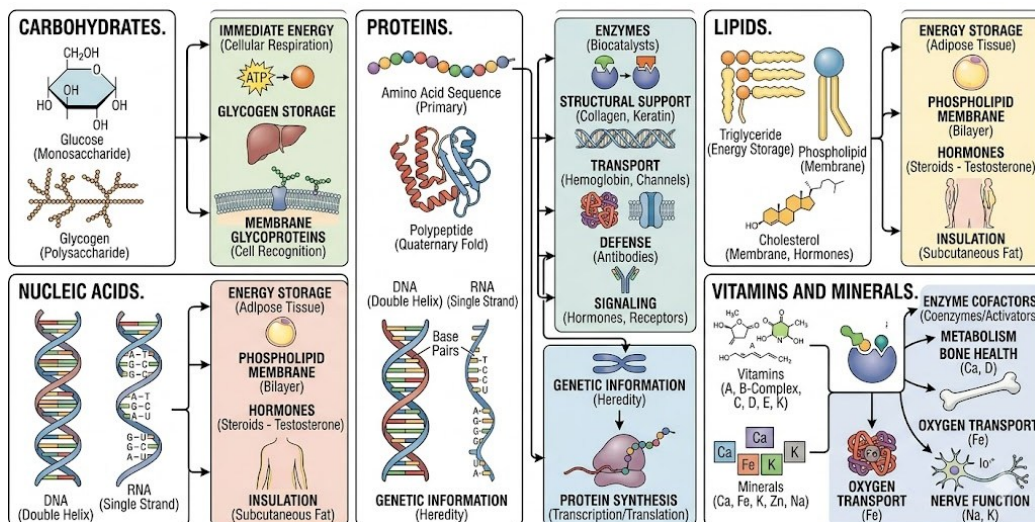 CARBOHYDRATES.
CH₂OH
O
H
H
HO
OH
H
HO
OH
H
OH
Glucose
(Monosaccharide)
Glycogen
(Polysaccharide)
IMMEDIATE ENERGY
(Cellular Respiration)
ATP
GLYCOGEN STORAGE
MEMBRANE
GLYCOPROTEINS
(Cell Recognition)
PROTEINS.
Amino Acid Sequence
(Primary)
Polypeptide
(Quaternary Fold)
DNA
(Double Helix)
RNA
(Single Strand)
Base
Pairs
T
C
C
U
A
G
G
U
GENETIC INFORMATION
(Heredity)
ENZYMES
(Biocatalysts)
STRUCTURAL SUPPORT
(Collagen, Keratin)
TRANSPORT
(Hemoglobin, Channels)
DEFENSE
(Antibodies)
SIGNALING
(Hormones, Receptors)
GENETIC INFORMATION
(Heredity)
PROTEIN SYNTHESIS
(Transcription/Translation)
LIPIDS.
Triglyceride
(Energy Storage)
Phospholipid
(Membrane)
Cholesterol
(Membrane, Hormones)
ENERGY STORAGE
(Adipose Tissue)
PHOSPHOLIPID
MEMBRANE
(Bilayer)
HORMONES
(Steroids - Testosterone)
INSULATION
(Subcutaneous Fat)
NUCLEIC ACIDS.
A-T
G-C
G-C
A-T
G-C
A-U
G-U
G-C
A-U
DNA
(Double Helix)
RNA
(Single Strand)
ENERGY STORAGE
(Adipose Tissue)
PHOSPHOLIPID
MEMBRANE
(Bilayer)
HORMONES
(Steroids - Testosterone)
INSULATION
(Subcutaneous Fat)
VITAMINS AND MINERALS.
A
Vitamins
(A, B-Complex,
C, D, E, K)
Ca
Ca
Fe
K
K
Minerals
(Ca, Fe, K, Zn, Na)
ENZYME COFACTORS
(Coenzymes/Activators)
METABOLISM
BONE HEALTH
(Ca, D)
OXYGEN TRANSPORT
(Fe)
Fe
OXYGEN
TRANSPORT
(Fe)
NERVE FUNCTION
(Na, K)